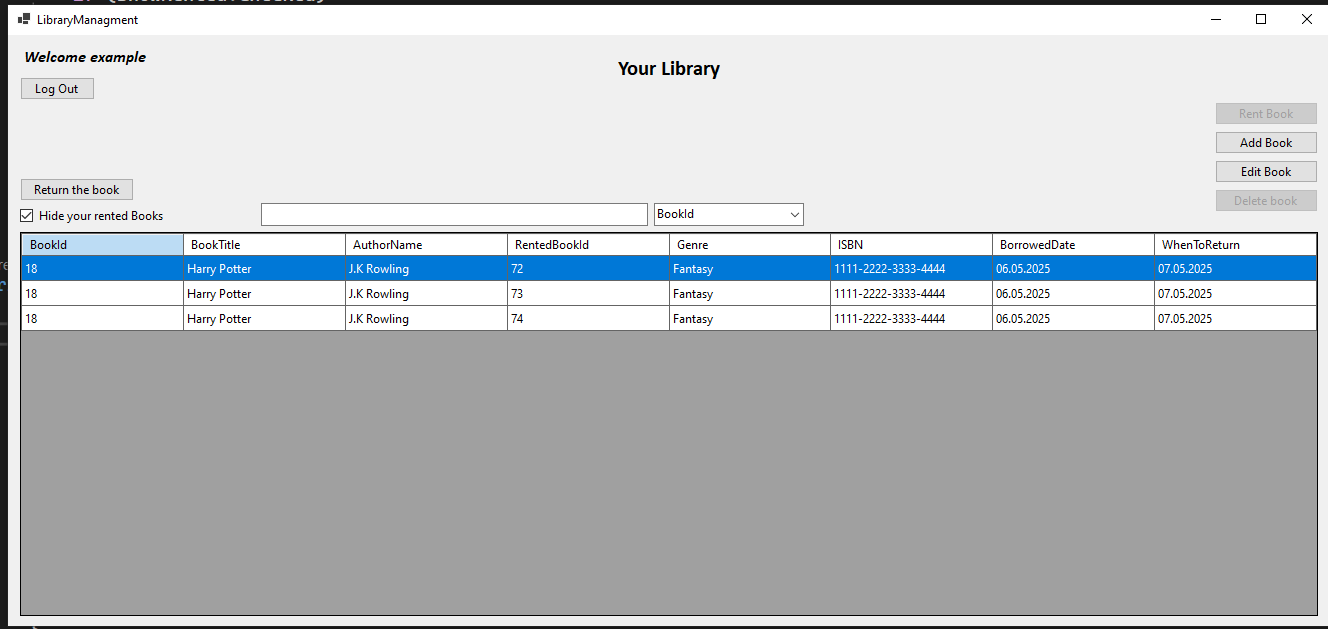 LibraryManagment
Welcome example
Your Library
Log Out
Rent Book
Add Book
Edit Book
Delete book
Return the book
Hide your rented Books
BookId
BookId BookTitle AuthorName RentedBookId Genre ISBN BorrowedDate WhenToReturn
18 Harry Potter J.K Rowling 72 Fantasy 1111-2222-3333-4444 06.05.2025 07.05.2025
18 Harry Potter J.K Rowling 73 Fantasy 1111-2222-3333-4444 06.05.2025 07.05.2025
18 Harry Potter J.K Rowling 74 Fantasy 1111-2222-3333-4444 06.05.2025 07.05.2025